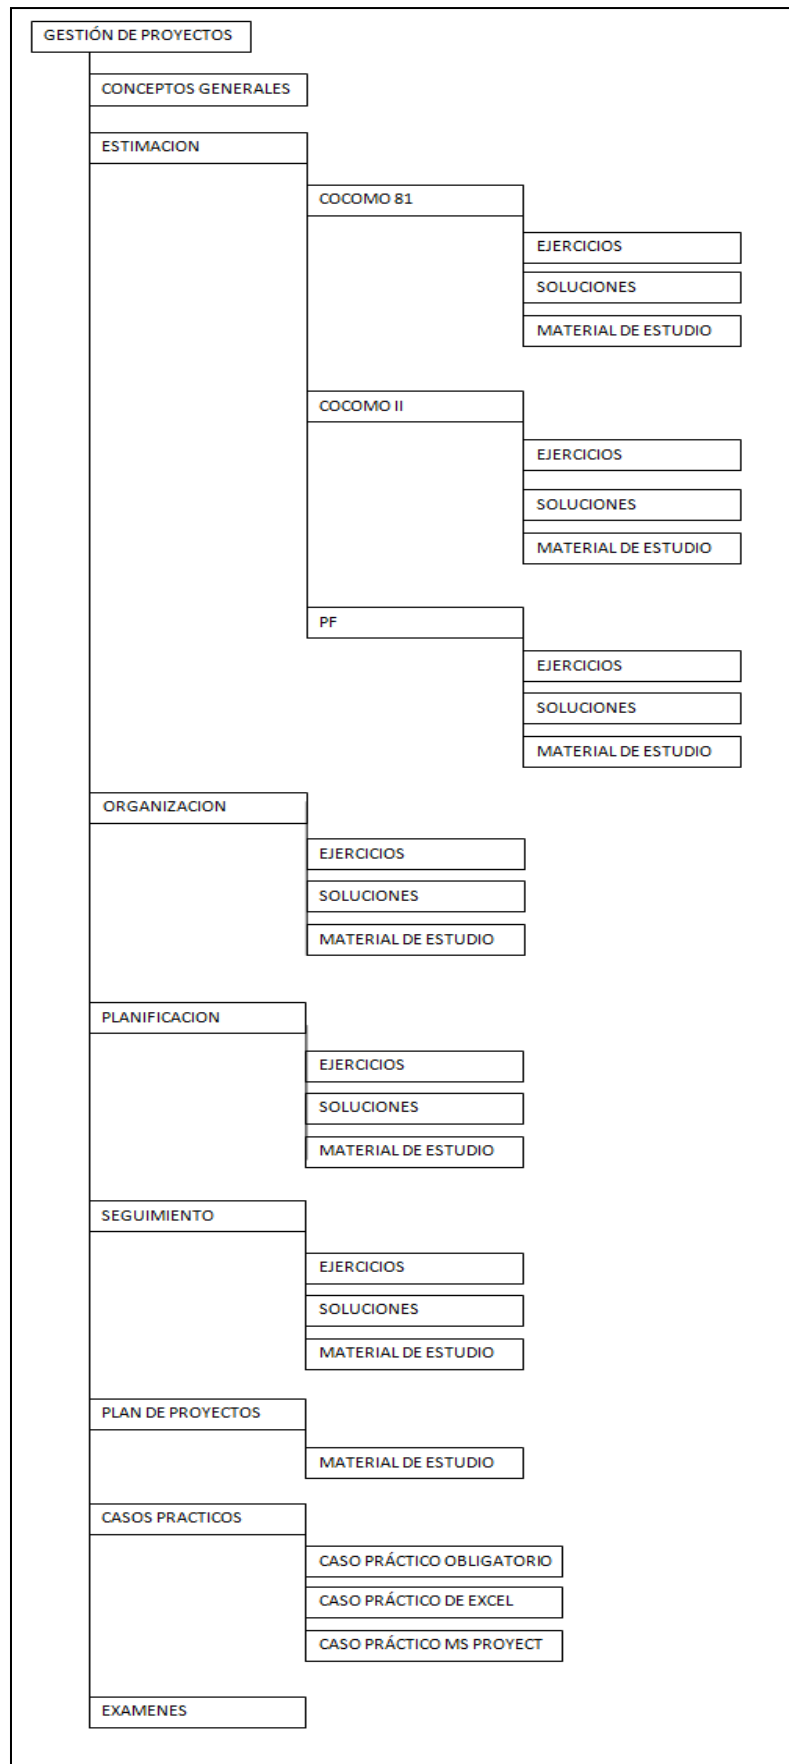 GESTIÓN DE PROYECTOS
CONCEPTOS GENERALES
ESTIMACION
COCOMO 81
EJERCICIOS
SOLUCIONES
MATERIAL DE ESTUDIO
COCOMO II
EJERCICIOS
SOLUCIONES
MATERIAL DE ESTUDIO
PF
EJERCICIOS
SOLUCIONES
MATERIAL DE ESTUDIO
ORGANIZACION
EJERCICIOS
SOLUCIONES
MATERIAL DE ESTUDIO
PLANIFICACION
EJERCICIOS
SOLUCIONES
MATERIAL DE ESTUDIO
SEGUIMIENTO
EJERCICIOS
SOLUCIONES
MATERIAL DE ESTUDIO
PLAN DE PROYECTOS
MATERIAL DE ESTUDIO
CASOS PRACTICOS
CASO PRÁCTICO OBLIGATORIO
CASO PRÁCTICO DE EXCEL
CASO PRÁCTICO MS PROYECT
EXAMENES